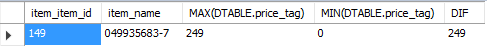 item_item_id item_name MAX(DTABLE.price_tag) MIN(DTABLE.price_tag) DIF
149 049935683-7 249 0 249